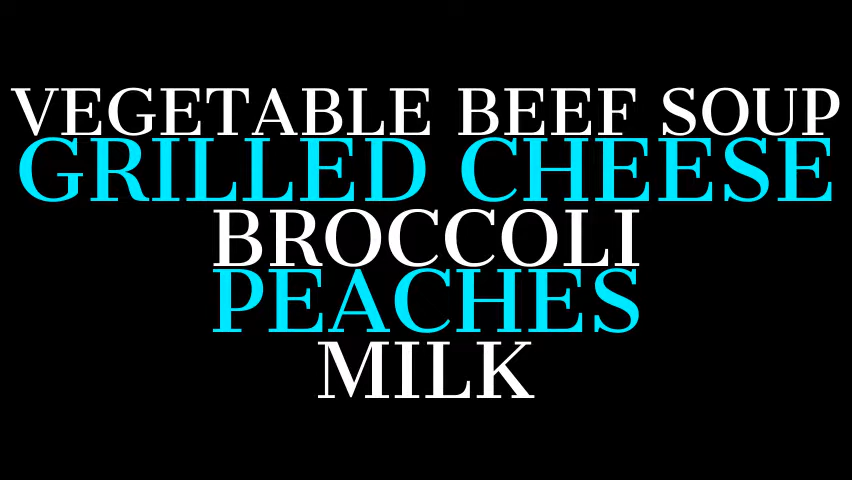 VEGETABLE BEEF SOUP
GRILLED CHEESE
BROCCOLI
PEACHES
MILK